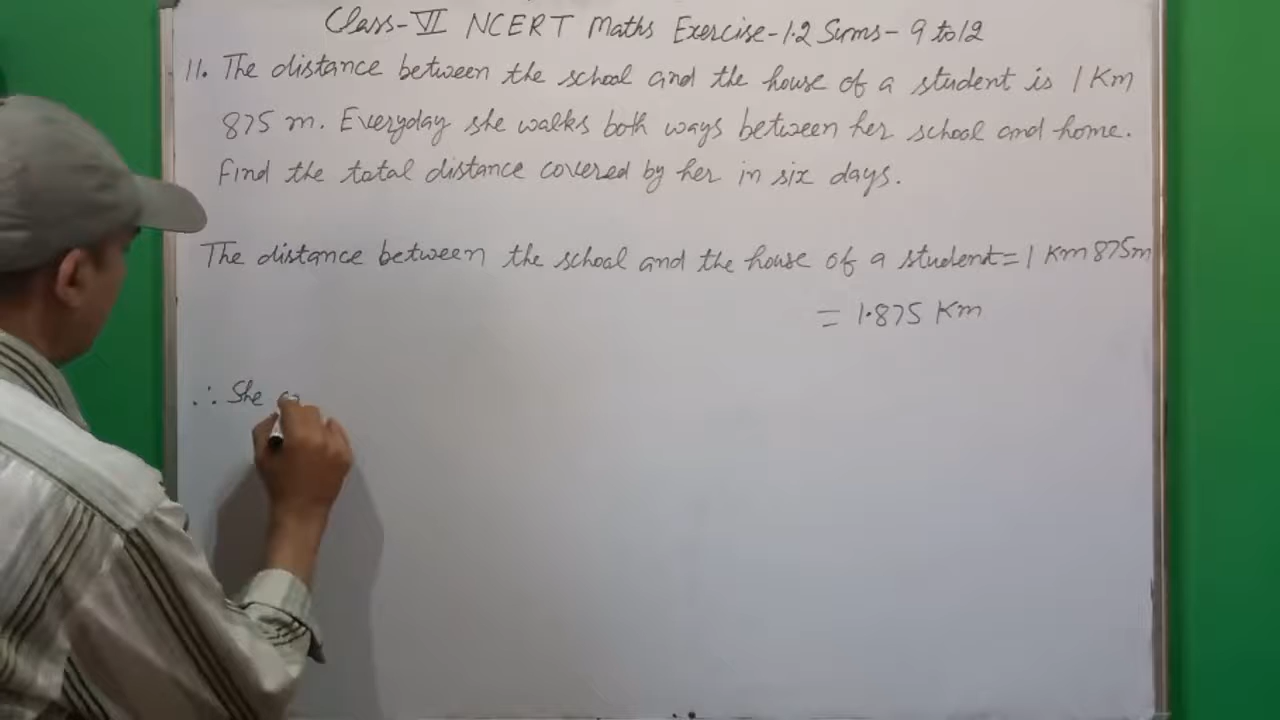 Class-VI NCERT Maths Exercise-1.2 Sums- 9 to 12
11. The distance between the school and the house of a student is 1 Km
875 m. Everyday she walks both ways between her school and home.
Find the total distance covered by her in six days.
The distance between the school and the house of a student = 1 Km 875m
= 1.875 Km
∴ She